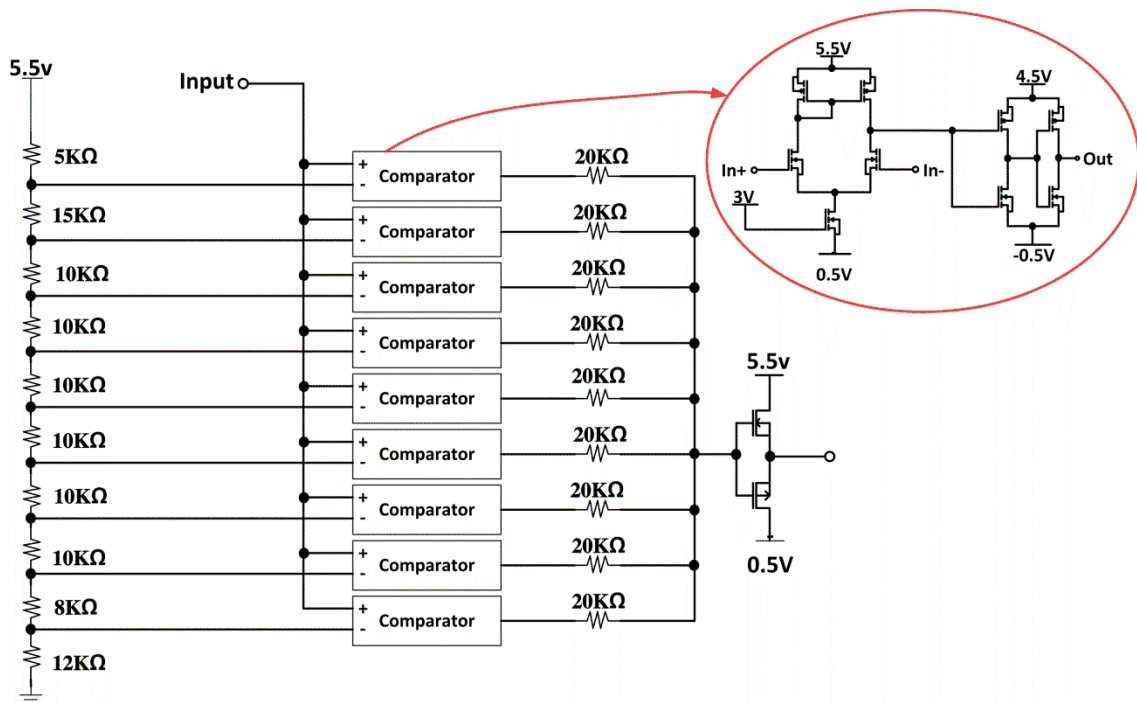 5.5v
Input
5.5V
4.5V
In+
In-
Out
3V
0.5V
-0.5V
5KΩ
15KΩ
10KΩ
10KΩ
10KΩ
10KΩ
10KΩ
10KΩ
8KΩ
12KΩ
+
-
Comparator
20KΩ
+
-
Comparator
20KΩ
+
-
Comparator
20KΩ
+
-
Comparator
20KΩ
+
-
Comparator
20KΩ
+
-
Comparator
20KΩ
+
-
Comparator
20KΩ
+
-
Comparator
20KΩ
+
-
Comparator
20KΩ
5.5v
0.5V